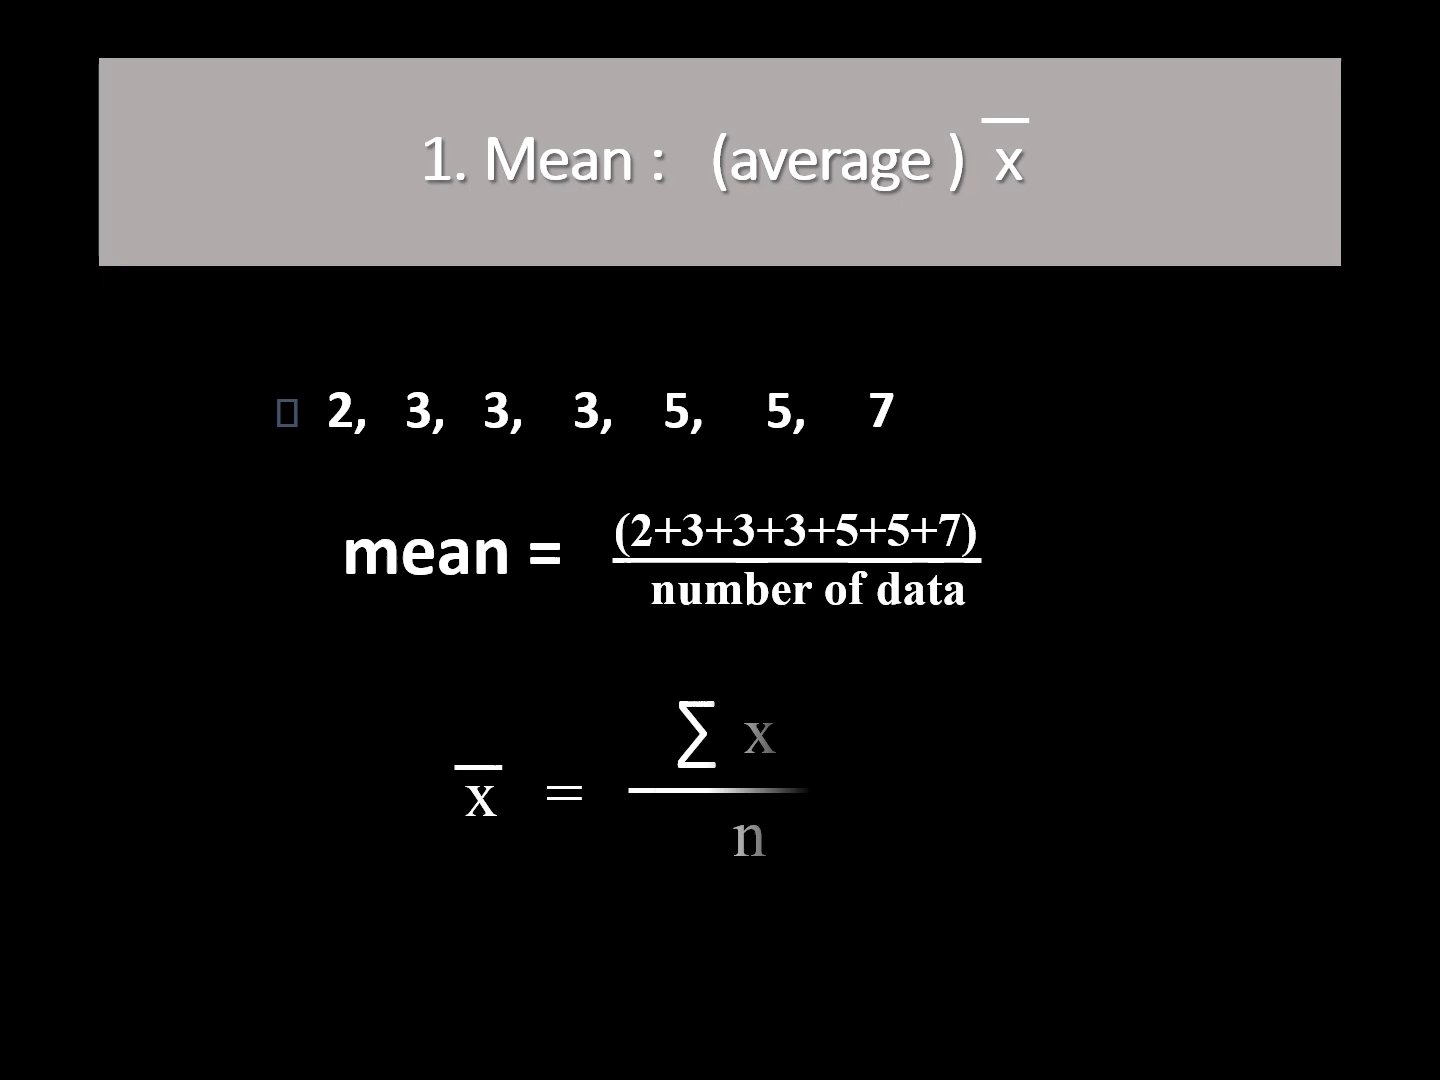 1. Mean : (average ) x̅
2, 3, 3, 3, 5, 5, 7
mean = (2+3+3+3+5+5+7)
number of data
∑ x
x̅ =
n